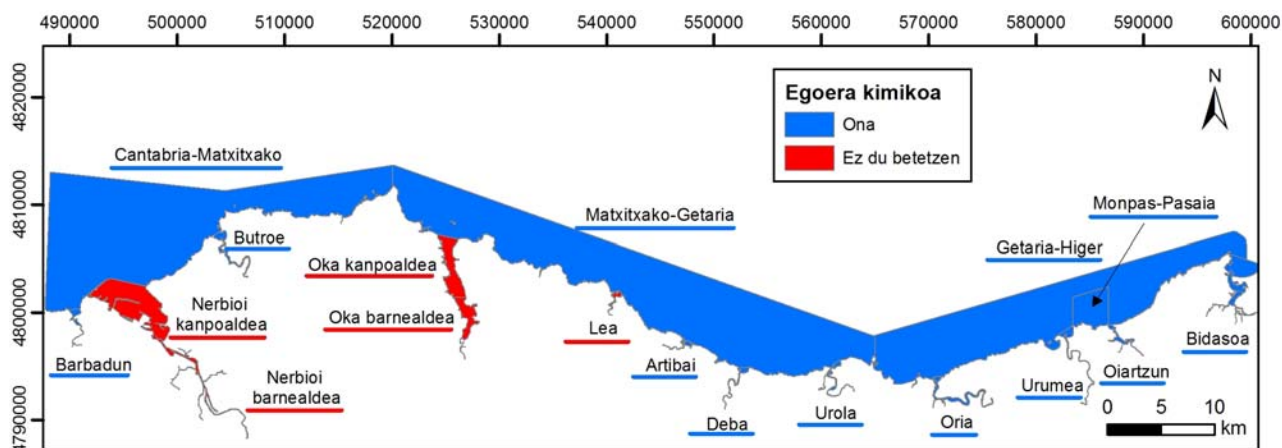 490000 500000 510000 520000 530000 540000 550000 560000 570000 580000 590000 600000
4820000
4810000
4800000
4790000
Egoera kimikoa
Ona
Ez du betetzen
N
Cantabria-Matxitxako
Matxitxako-Getaria
Monpas-Pasaia
Getaria-Higer
Butroe
Oka kanpoaldea
Oka barnealdea
Nerbioi
kanpoaldea
Nerbioi
barnealdea
Barbadun
Lea
Artibai
Deba
Urola
Oria
Urumea
Oiartzun
Bidasoa
0 5 10
km